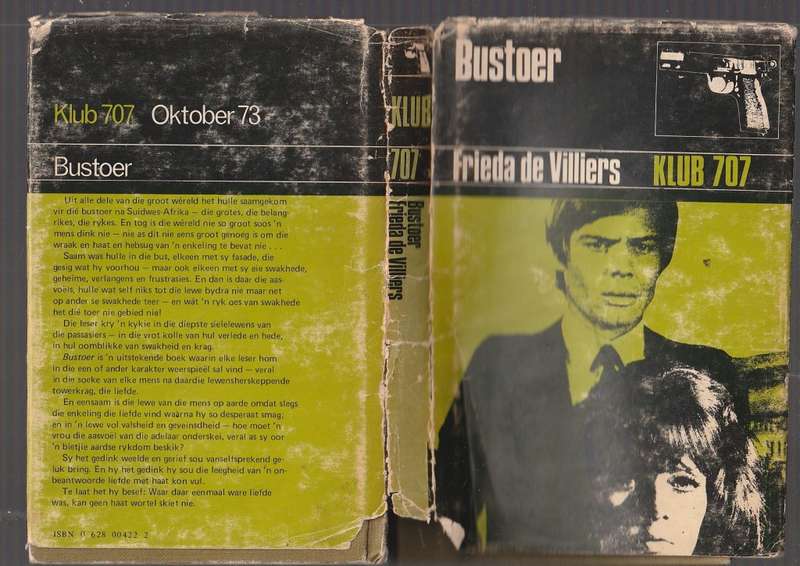 Klub 707 Oktober 73
Bustoer
Uit alle dele van die groot wêreld het hulle saamgekom
vir dié bustoer na Suidwes-Afrika — die grotes, die belang-
rikes, die rykes. En tog is die wêreld nie so groot soos 'n
mens dink nie — nie as dit nie eens groot genoeg is om die
wraak en haat en hebsug van 'n enkeling te bevat nie . . .
Saam was hulle in die bus, elkeen met sy fasade, die
gesig wat hy voorhou — maar ook elkeen met sy eie swakhede,
geheime, verlangens en frustrasies. En dan is daar die aas-
voëls, hulle wat self niks tot die lewe bydra nie maar net
op ander se swakhede teer — en wát 'n ryk oes van swakhede
het dié toer nie gebied nie!
Die leser kry 'n kykie in die diepste sielelewens van
die passasiers — in die vrot kolle van hul verlede en hede,
in hul oomblikke van swakheid en krag.
Bustoer is 'n uitstekende boek waarin elke leser hom
in die een of ander karakter weerspieël sal vind — veral
in die soeke van elke mens na daardie lewensherskeppende
towerkrag, die liefde.
En eensaam is die lewe van die mens op aarde omdat slegs
die enkeling die liefde vind waarna hy so desperaat smag;
en in 'n lewe vol valsheid en geveinsdheid — hoe moet 'n
vrou die aasvoël van die adelaar onderskei, veral as sy oor
'n bietjie aardse rykdom beskik?
Sy het gedink weelde en gerief sou vanselfsprekend ge-
luk bring. En hy het gedink hy sou die leegheid van 'n on-
beantwoorde liefde met haat kon vul.
Te laat het hy besef: Waar daar eenmaal ware liefde
was, kan geen haat wortel skiet nie.
ISBN 0 628 00422 2
KLUB
707
Bustoer
Frieda de Villiers
Bustoer
Frieda de Villiers KLUB 707